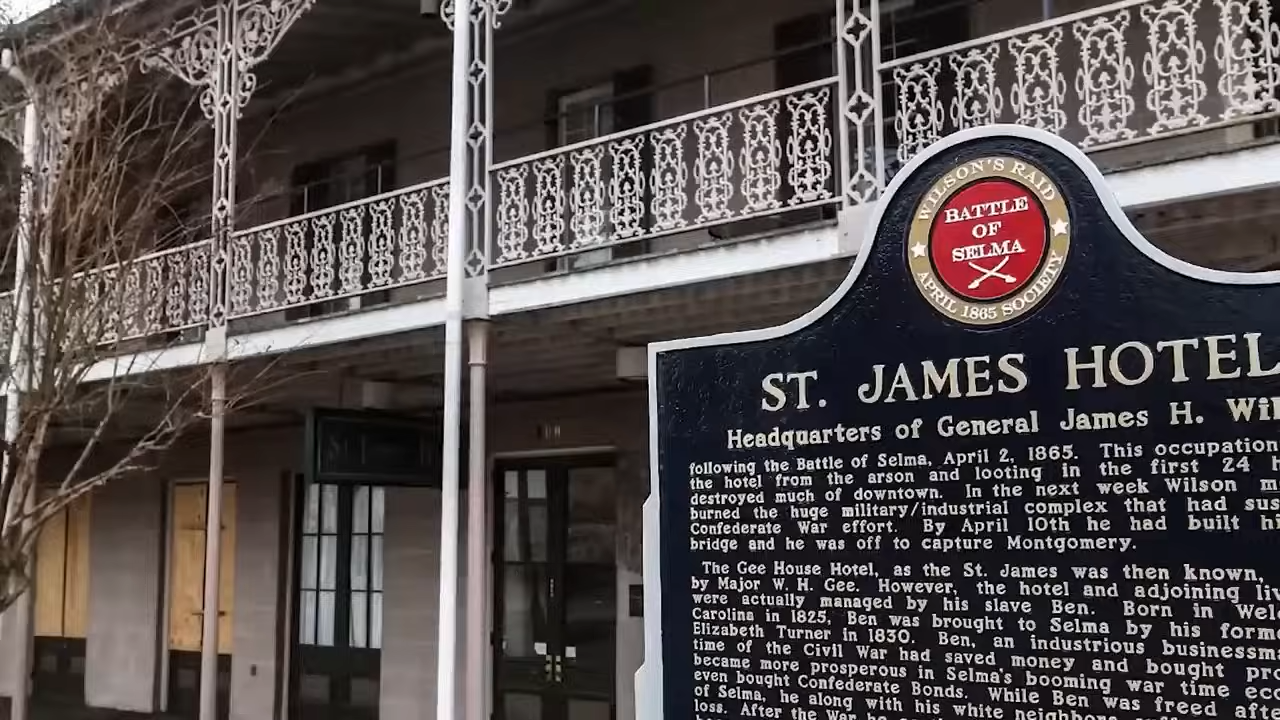 WILSON'S RAID
BATTLE
OF
SELMA
APRIL 1865 SOCIETY
ST. JAMES HOTEL
Headquarters of General James H.
following the Battle of Selma, April 2, 1865. This occupation
the hotel from the arson and looting in the first 24
destroyed much of downtown. In the next week Wilson
burned the huge military/industrial complex that had
Confederate War effort. By April 10th he had built
bridge and he was off to capture Montgomery.
The Gee House Hotel, as the St. James was then known,
by Major W. H. Gee. However, the hotel and adjoining
were actually managed by his slave Ben. Born in
Carolina in 1825, Ben was brought to Selma by his
Elizabeth Turner in 1830. Ben, an industrious
time of the Civil War had saved money and bought
became more prosperous in Selma's booming war time
even bought Confederate Bonds. While Ben was freed
of Selma, he along with his white neighbors
loss. After the War he